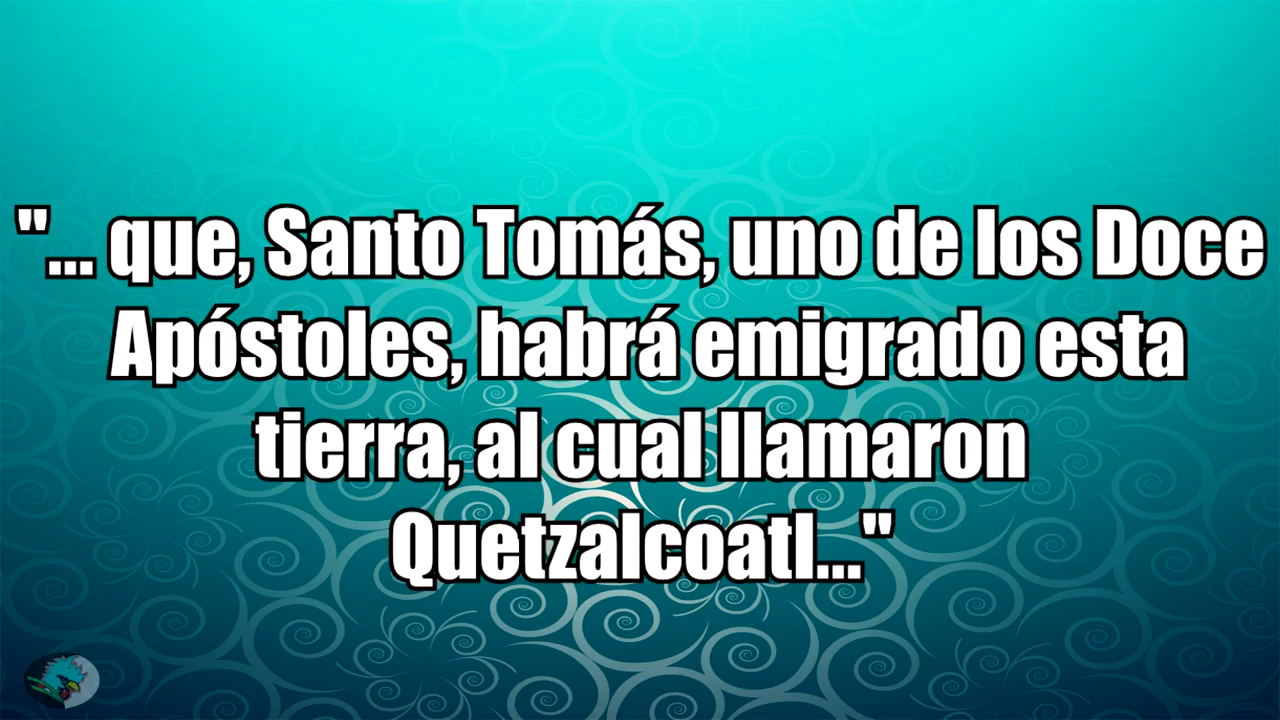 "... que, Santo Tomás, uno de los Doce
Apóstoles, habrá emigrado esta
tierra, al cual llamaron
Quetzalcoatl..."